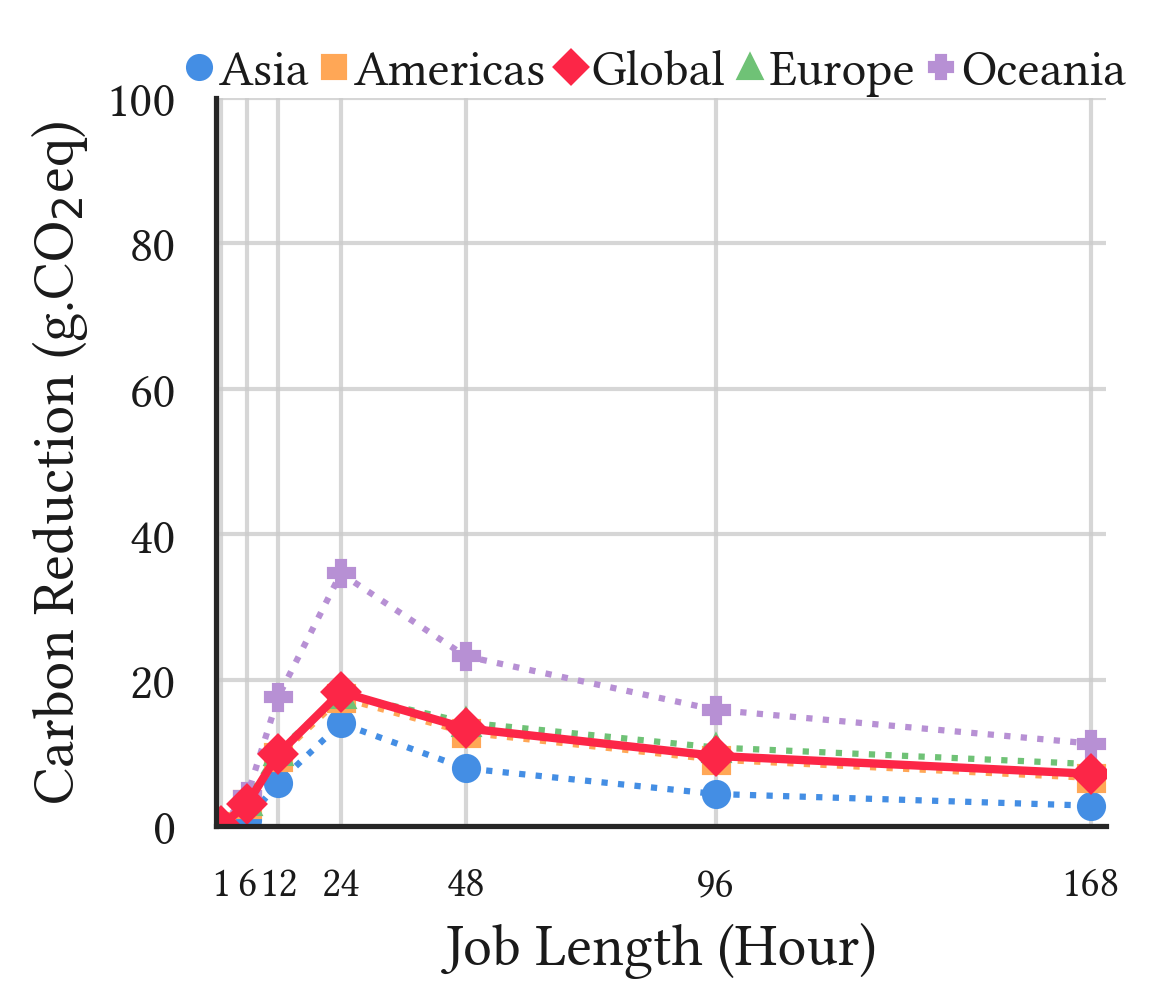 Asia Americas Global Europe Oceania
100
80
60
40
20
0
Carbon Reduction (g.CO₂eq)
1 6 12 24 48 96 168
Job Length (Hour)